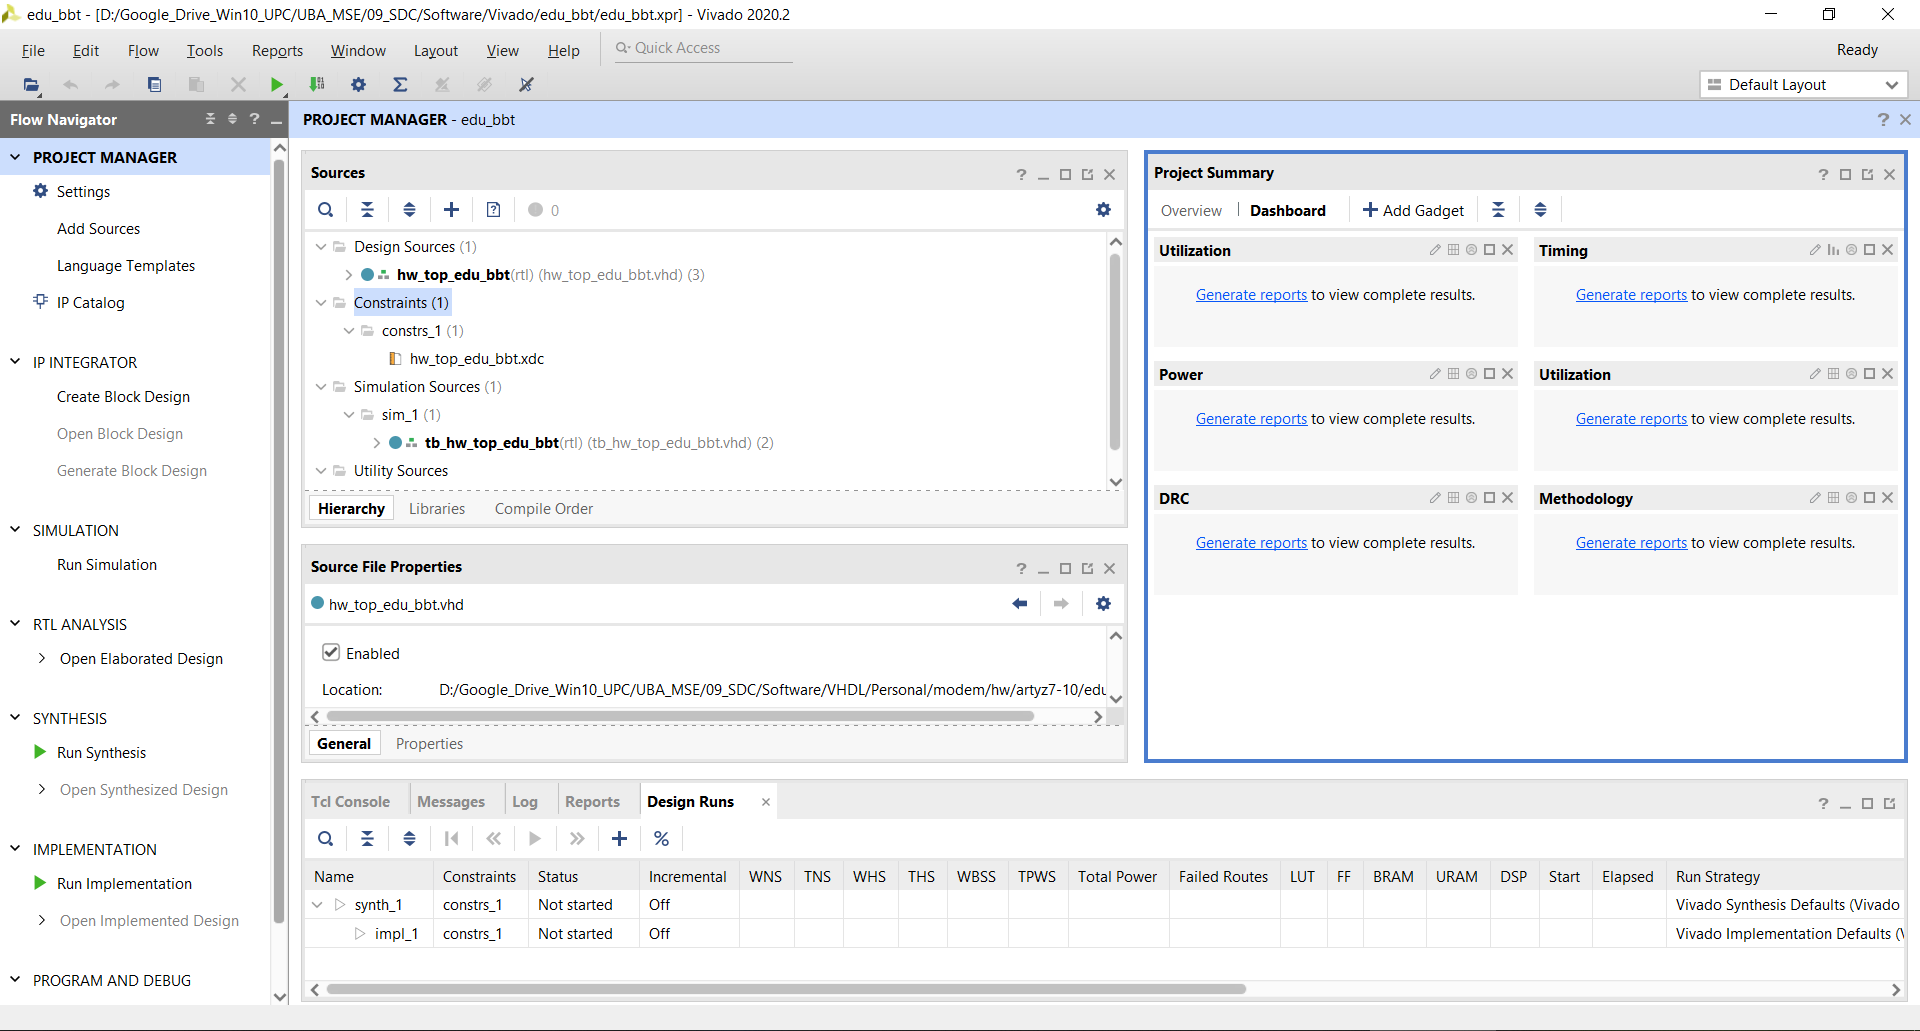 edu_bbt - [D:/Google_Drive_Win10_UPC/UBA_MSE/09_SDC/Software/Vivado/edu_bbt/edu_bbt.xpr] - Vivado 2020.2
File Edit Flow Tools Reports Window Layout View Help Quick Access Ready
Default Layout
Flow Navigator
PROJECT MANAGER
Settings
Add Sources
Language Templates
IP Catalog
IP INTEGRATOR
Create Block Design
Open Block Design
Generate Block Design
SIMULATION
Run Simulation
RTL ANALYSIS
Open Elaborated Design
SYNTHESIS
Run Synthesis
Open Synthesized Design
IMPLEMENTATION
Run Implementation
Open Implemented Design
PROGRAM AND DEBUG
PROJECT MANAGER - edu_bbt
Sources
0
Design Sources (1)
hw_top_edu_bbt(rtl) (hw_top_edu_bbt.vhd) (3)
Constraints (1)
constrs_1 (1)
hw_top_edu_bbt.xdc
Simulation Sources (1)
sim_1 (1)
tb_hw_top_edu_bbt(rtl) (tb_hw_top_edu_bbt.vhd) (2)
Utility Sources
Hierarchy Libraries Compile Order
Source File Properties
hw_top_edu_bbt.vhd
Enabled
Location: D:/Google_Drive_Win10_UPC/UBA_MSE/09_SDC/Software/VHDL/Personal/modem/hw/artyz7-10/edu
General Properties
Project Summary
Overview | Dashboard + Add Gadget
Utilization
Generate reports to view complete results.
Timing
Generate reports to view complete results.
Power
Generate reports to view complete results.
Utilization
Generate reports to view complete results.
DRC
Generate reports to view complete results.
Methodology
Generate reports to view complete results.
Tcl Console Messages Log Reports Design Runs
Name Constraints Status Incremental WNS TNS WHS THS WBSS TPWS Total Power Failed Routes LUT FF BRAM URAM DSP Start Elapsed Run Strategy
synth_1 constrs_1 Not started Off Vivado Synthesis Defaults (Vivado
impl_1 constrs_1 Not started Off Vivado Implementation Defaults (V